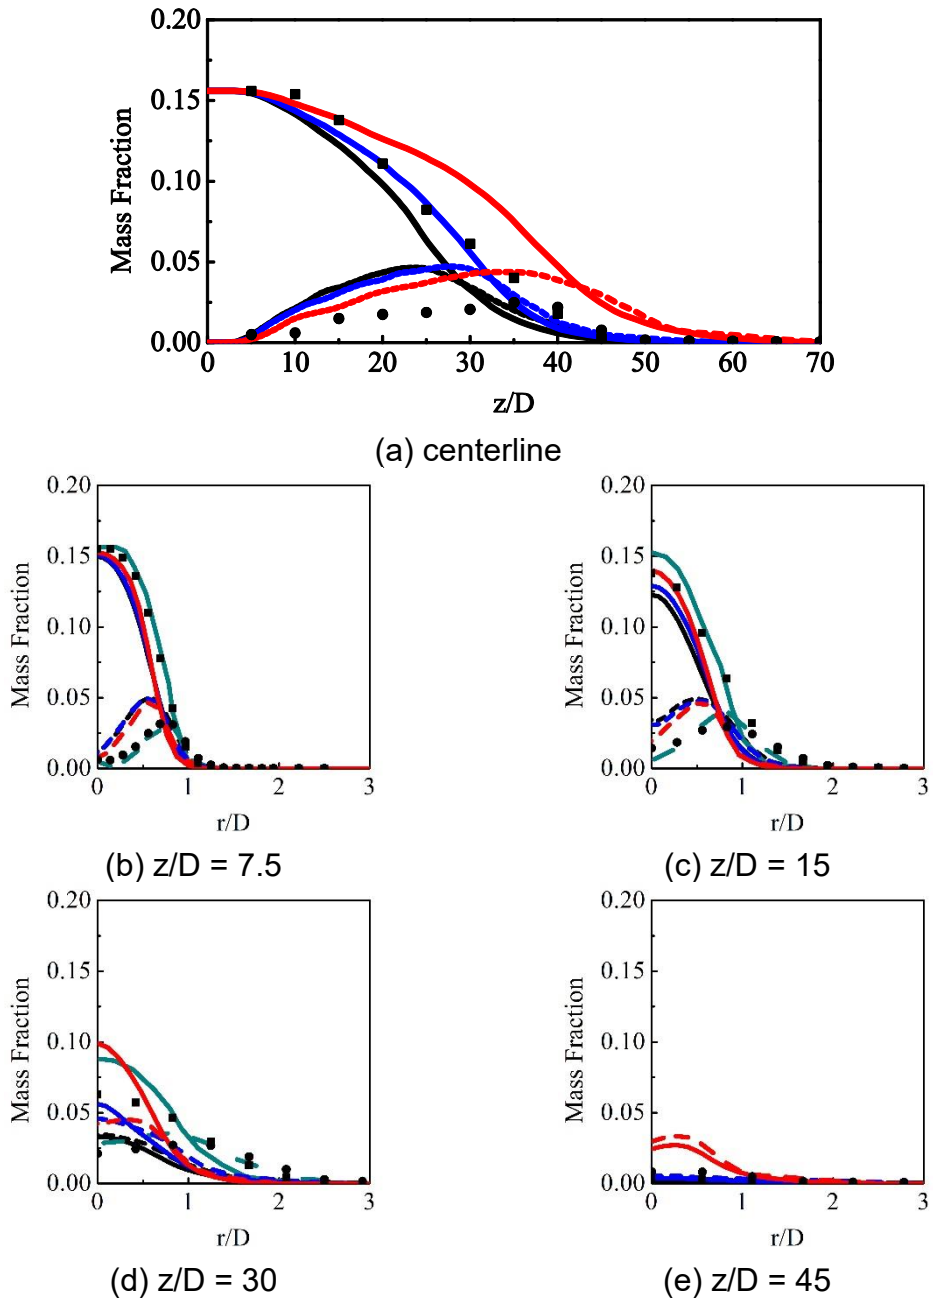 0.20
0.15
0.10
0.05
0.00
Mass Fraction
0 10 20 30 40 50 60 70
z/D
(a) centerline
0.20
0.15
0.10
0.05
0.00
Mass Fraction
0 1 2 3
r/D
(b) z/D = 7.5
0.20
0.15
0.10
0.05
0.00
Mass Fraction
0 1 2 3
r/D
(c) z/D = 15
0.20
0.15
0.10
0.05
0.00
Mass Fraction
0 1 2 3
r/D
(d) z/D = 30
0.20
0.15
0.10
0.05
0.00
Mass Fraction
0 1 2 3
r/D
(e) z/D = 45